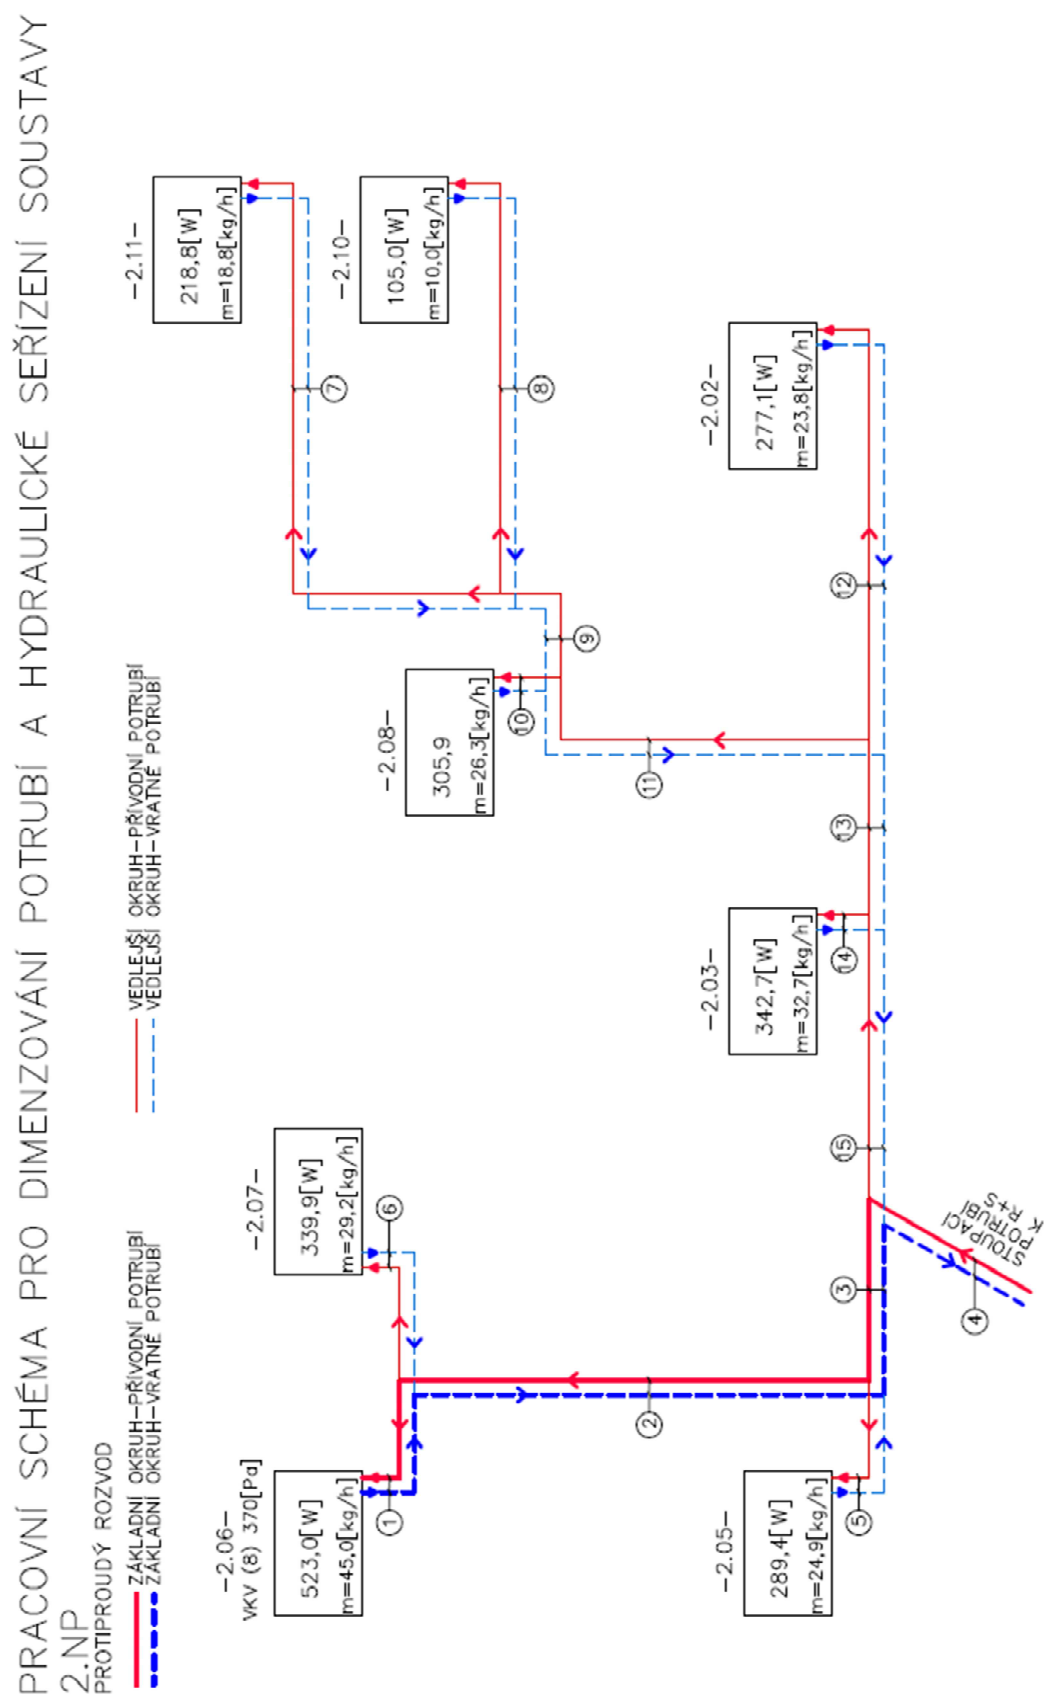 PRACOVNÍ SCHÉMA PRO DIMENZOVÁNÍ POTRUBÍ A HYDRAULICKÉ SEŘÍZENÍ SOUSTAVY
2.NP
PROTIPROUDÝ ROZVOD
ZÁKLADNÍ OKRUH-PŘÍVODNÍ POTRUBÍ
ZÁKLADNÍ OKRUH-VRATNÉ POTRUBÍ
VEDLEJŠÍ OKRUH-PŘÍVODNÍ POTRUBÍ
VEDLEJŠÍ OKRUH-VRATNÉ POTRUBÍ
-2.06-
VKV (8) 370[Pa]
523,0[W]
m=45,0[kg/h]
1
-2.07-
339,9[W]
m=29,2[kg/h]
6
-2.08-
305,9
m=26,3[kg/h]
10
-2.11-
218,8[W]
m=18,8[kg/h]
7
-2.10-
105,0[W]
m=10,0[kg/h]
8
9
2
11
-2.05-
289,4[W]
m=24,9[kg/h]
5
-2.03-
342,7[W]
m=32,7[kg/h]
14
-2.02-
277,1[W]
m=23,8[kg/h]
3
15
13
12
4
STOUPACÍ
POTRUBÍ
K R+S